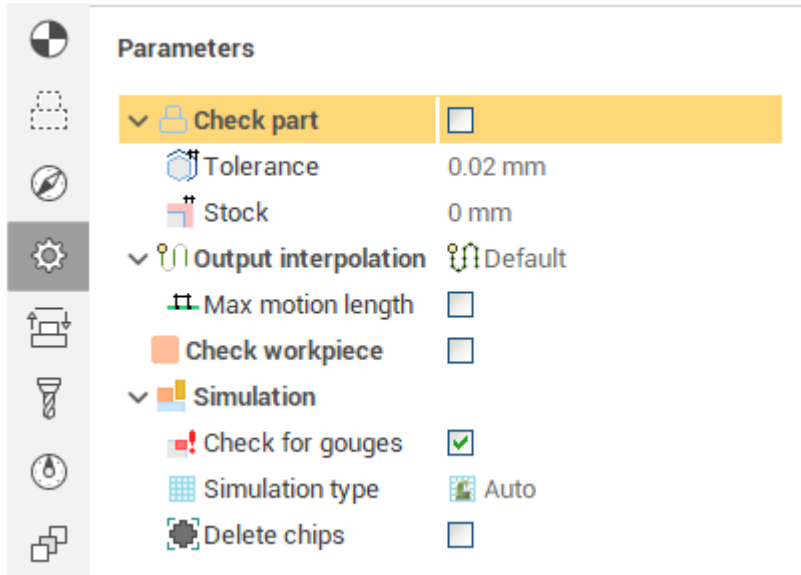 Parameters
Check part
Tolerance 0.02 mm
Stock 0 mm
Output interpolation Default
Max motion length
Check workpiece
Simulation
Check for gouges
Simulation type Auto
Delete chips